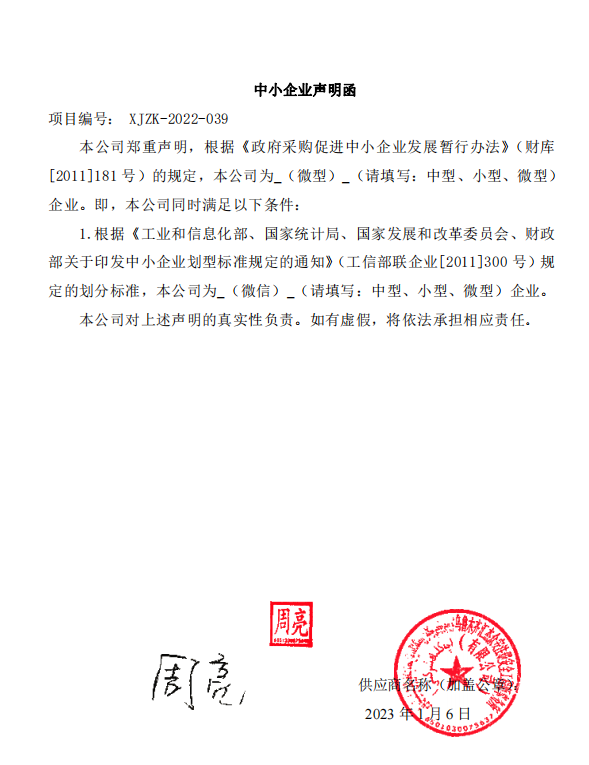 中小企业声明函
项目编号： XJZK-2022-039
本公司郑重声明，根据《政府采购促进中小企业发展暂行办法》（财库
[2011]181 号）的规定，本公司为_（微型）_（请填写：中型、小型、微型）
企业。即，本公司同时满足以下条件：
1.根据《工业和信息化部、国家统计局、国家发展和改革委员会、财政
部关于印发中小企业划型标准规定的通知》（工信部联企业[2011]300 号）规
定的划分标准，本公司为_（微信）_（请填写：中型、小型、微型）企业。
本公司对上述声明的真实性负责。如有虚假，将依法承担相应责任。
周亮
周亮
（有限公司）
供应商名称（加盖公章）
2023 年 1 月 6 日